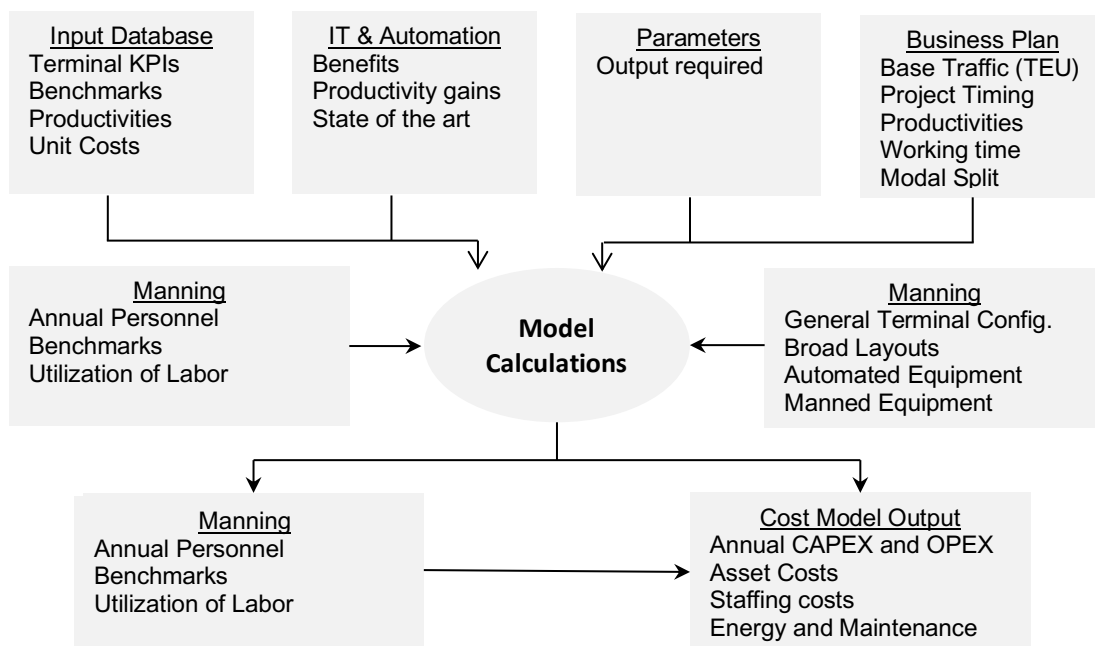 Input Database
Terminal KPIs
Benchmarks
Productivities
Unit Costs
IT & Automation
Benefits
Productivity gains
State of the art
Parameters
Output required
Business Plan
Base Traffic (TEU)
Project Timing
Productivities
Working time
Modal Split
Manning
Annual Personnel
Benchmarks
Utilization of Labor
Model
Calculations
Manning
General Terminal Config.
Broad Layouts
Automated Equipment
Manned Equipment
Manning
Annual Personnel
Benchmarks
Utilization of Labor
Cost Model Output
Annual CAPEX and OPEX
Asset Costs
Staffing costs
Energy and Maintenance